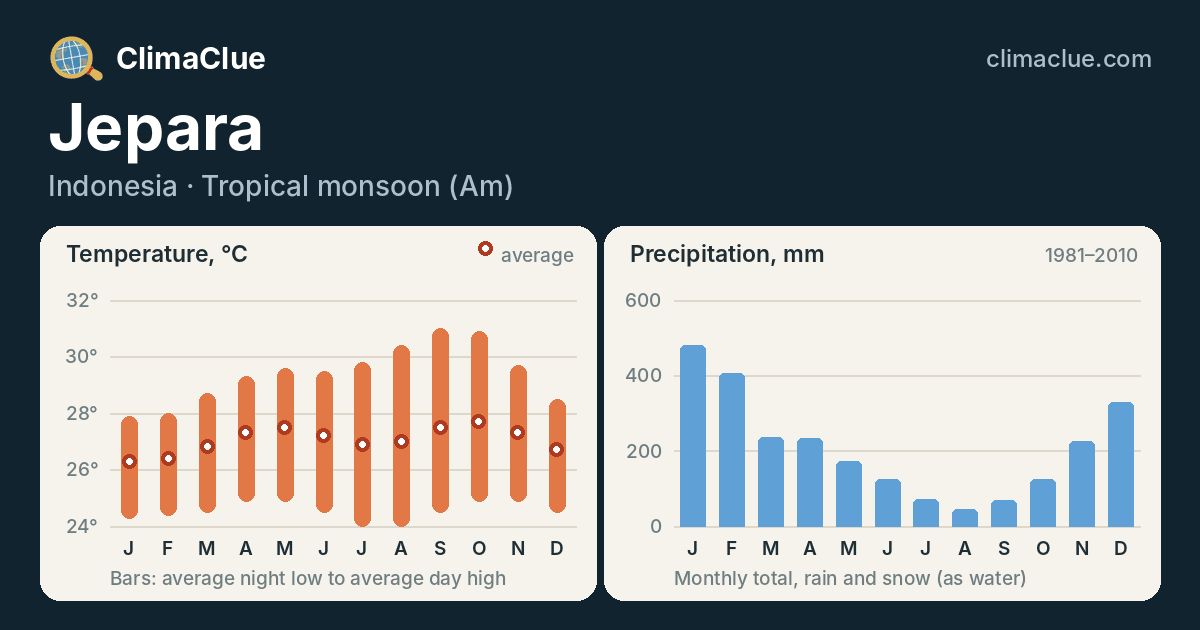 ClimaClue
climaclue.com
Jepara
Indonesia · Tropical monsoon (Am)
Temperature, °C
average
32°
30°
28°
26°
24°
J F M A M J J A S O N D
Bars: average night low to average day high
Precipitation, mm
1981–2010
600
400
200
0
J F M A M J J A S O N D
Monthly total, rain and snow (as water)